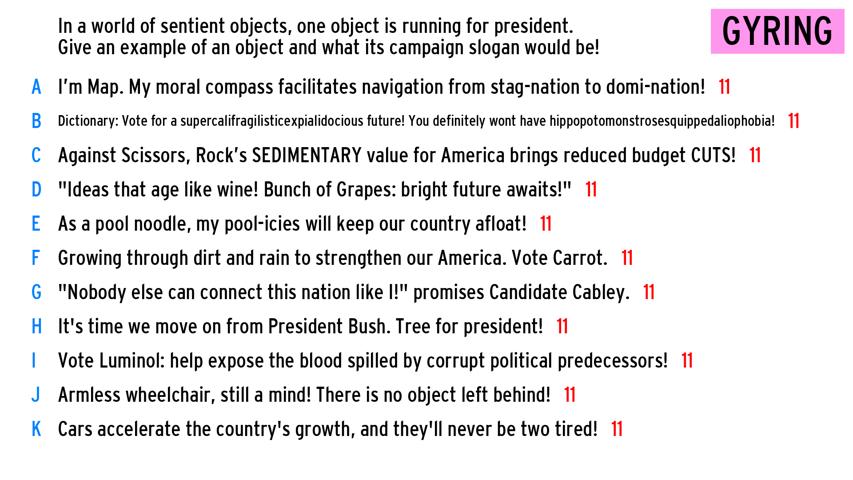 In a world of sentient objects, one object is running for president.
Give an example of an object and what its campaign slogan would be!
GYRING
A I'm Map. My moral compass facilitates navigation from stag-nation to domi-nation! 11
B Dictionary: Vote for a supercalifragilisticexpialidocious future! You definitely wont have hippopotomonstrosesquippedaliophobia! 11
C Against Scissors, Rock's SEDIMENTARY value for America brings reduced budget CUTS! 11
D "Ideas that age like wine! Bunch of Grapes: bright future awaits!" 11
E As a pool noodle, my pool-icies will keep our country afloat! 11
F Growing through dirt and rain to strengthen our America. Vote Carrot. 11
G "Nobody else can connect this nation like I!" promises Candidate Cabley. 11
H It's time we move on from President Bush. Tree for president! 11
I Vote Luminol: help expose the blood spilled by corrupt political predecessors! 11
J Armless wheelchair, still a mind! There is no object left behind! 11
K Cars accelerate the country's growth, and they'll never be two tired! 11